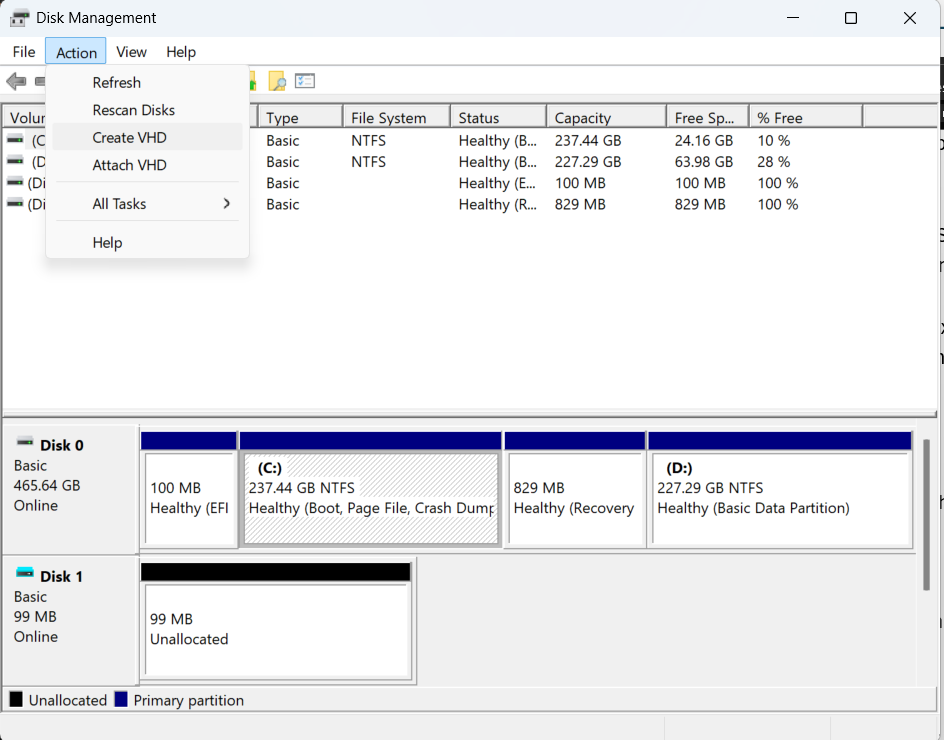 Disk Management
File Action View Help
Refresh
Rescan Disks
Create VHD
Attach VHD
All Tasks
Help
Type File System Status Capacity Free Sp... % Free
(C Basic NTFS Healthy (B... 237.44 GB 24.16 GB 10 %
(D Basic NTFS Healthy (B... 227.29 GB 63.98 GB 28 %
(Di Basic Healthy (E... 100 MB 100 MB 100 %
(Di Basic Healthy (R... 829 MB 829 MB 100 %
Disk 0
Basic
465.64 GB
Online
100 MB
Healthy (EFI
(C:)
237.44 GB NTFS
Healthy (Boot, Page File, Crash Dump
829 MB
Healthy (Recovery
(D:)
227.29 GB NTFS
Healthy (Basic Data Partition)
Disk 1
Basic
99 MB
Online
99 MB
Unallocated
Unallocated Primary partition